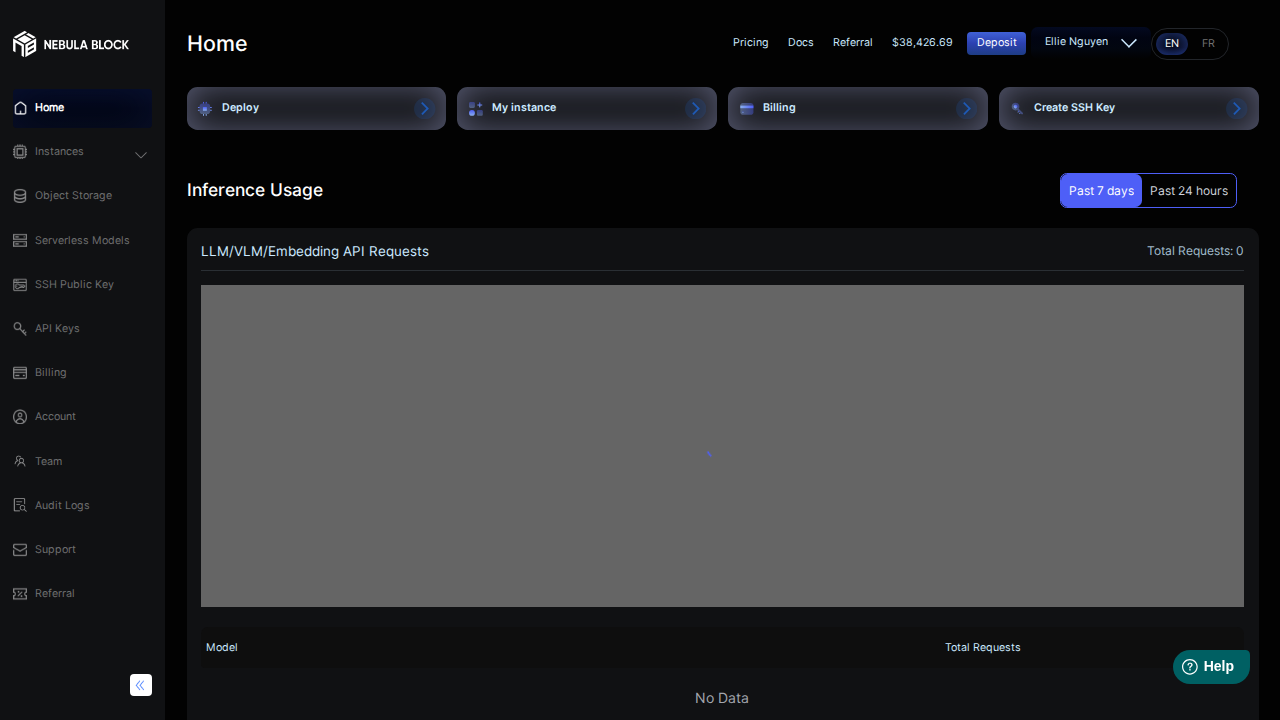 NEBULA BLOCK
Home
Pricing
Docs
Referral
$38,426.69
Deposit
Ellie Nguyen
EN
FR
Home
Instances
Object Storage
Serverless Models
SSH Public Key
API Keys
Billing
Account
Team
Audit Logs
Support
Referral
Deploy
My instance
Billing
Create SSH Key
Inference Usage
Past 7 days
Past 24 hours
LLM/VLM/Embedding API Requests
Total Requests: 0
Model
Total Requests
No Data
Help